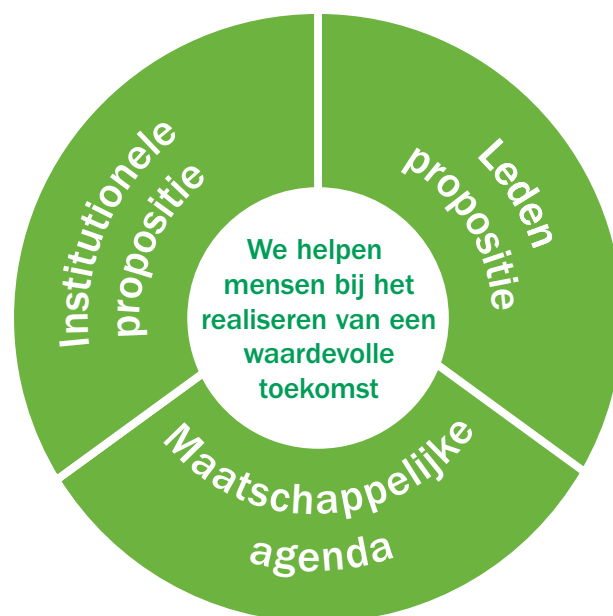 Institutionele
propositie
Leden
propositie
We helpen
mensen bij het
realiseren van een
waardevolle
toekomst
Maatschappelijke
agenda